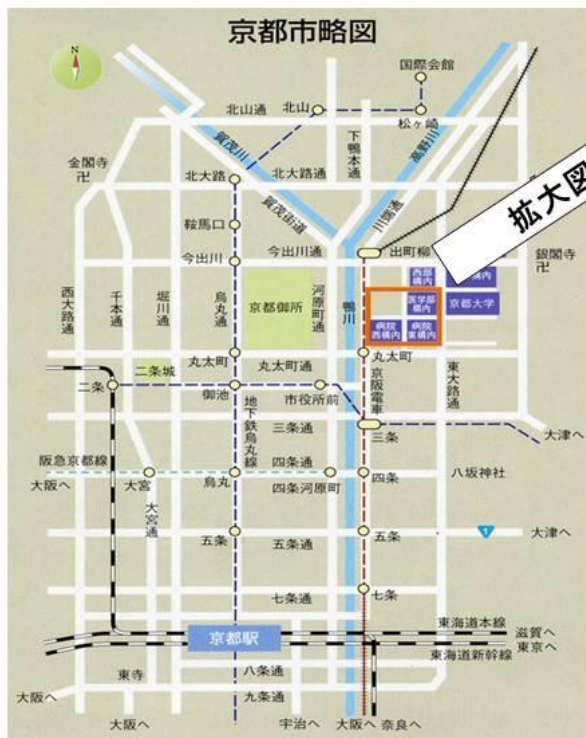 京都市略図
N
国際会館
北山通
北山
松ヶ崎
賀茂川
下鴨本通
高野川
金閣寺
卍
北大路
北大路通
川端通
拡大図
鞍馬口
賀茂街道
今出川
今出川通
出町柳
銀閣寺
卍
西大路通
千本通
堀川通
烏丸通
京都御所
河原町通
鴨川
西部構内
医学部構内
京都大学
病院西構内
病院東構内
丸太町
丸太町通
丸太町
二条城
二条
御池
市役所前
京阪電車
東大路通
地下鉄烏丸線
三条通
三条
大津へ
阪急京都線
四条通
大阪へ
大宮
烏丸
四条河原町
四条
八坂神社
大宮通
五条
五条通
五条
1
大津へ
七条通
七条
京都駅
東海道本線
滋賀へ
東海道新幹線
東京へ
八条通
東寺
大阪へ
九条通
大阪へ
宇治へ
大阪へ
奈良へ